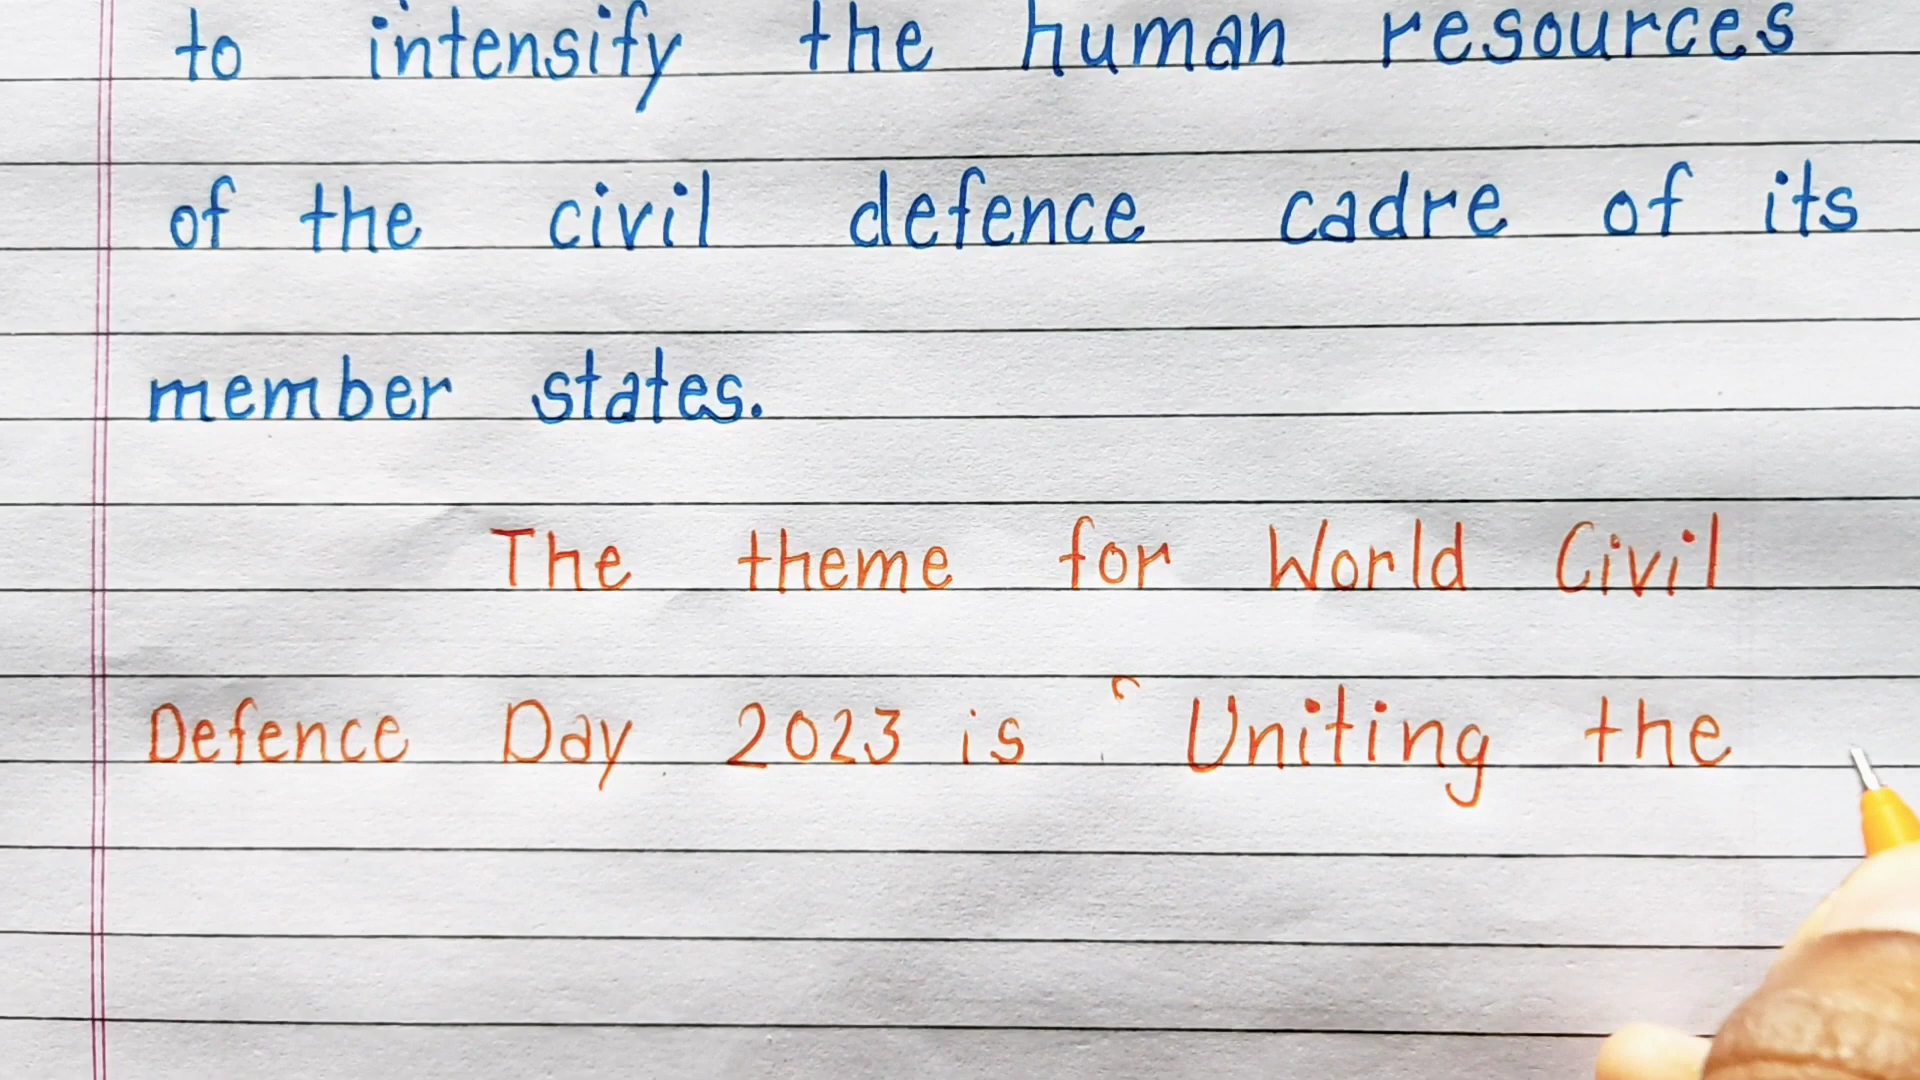 to intensify the human resources
of the civil defence cadre of its
member states.
The theme for World Civil
Defence Day 2023 is ‘Uniting the